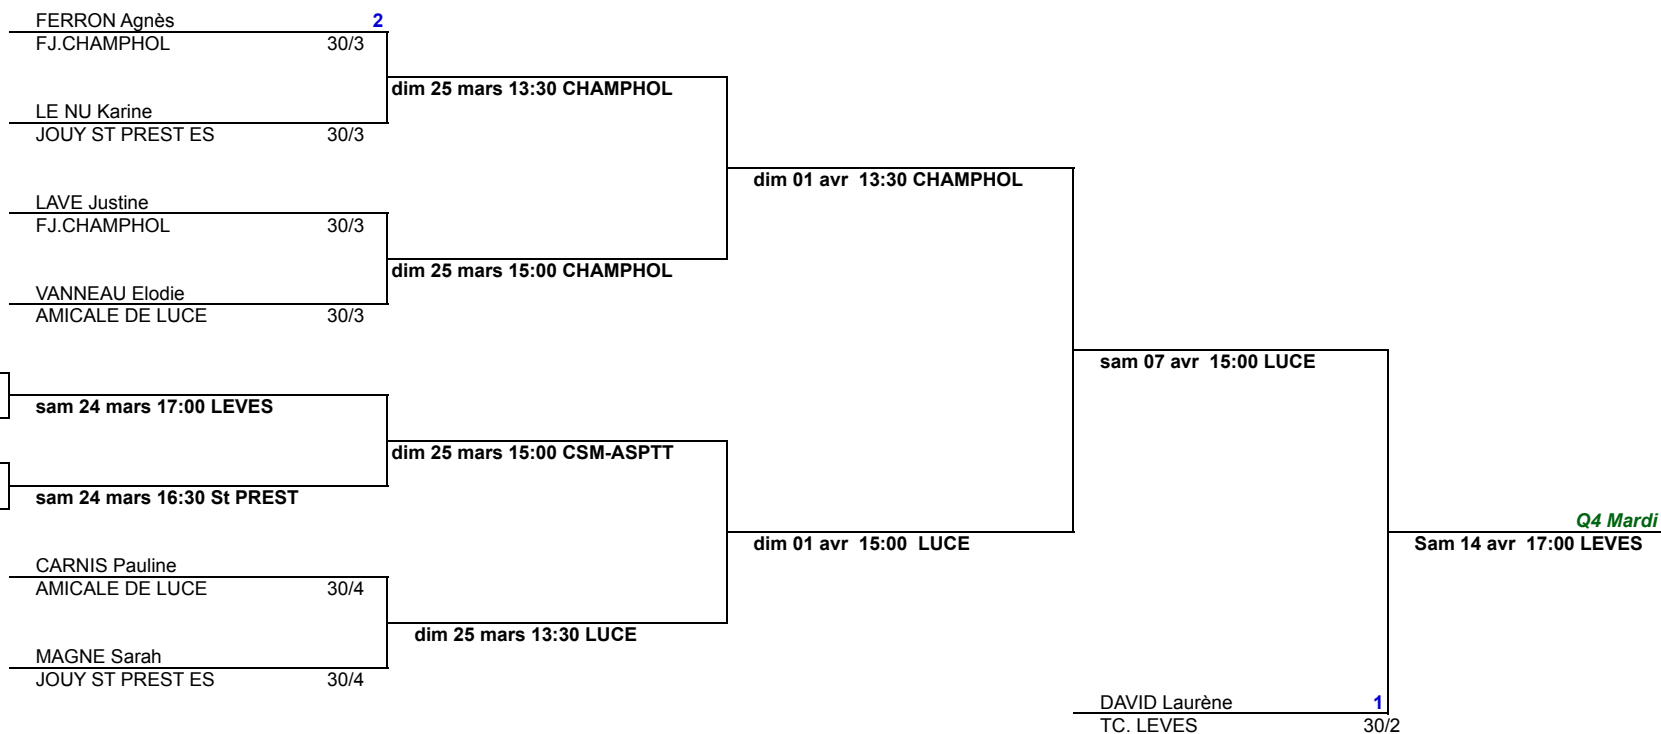 FERRON Agnès 2
FJ.CHAMPHOL 30/3
dim 25 mars 13:30 CHAMPHOL
LE NU Karine
JOUY ST PREST ES 30/3
dim 01 avr 13:30 CHAMPHOL
LAVE Justine
FJ.CHAMPHOL 30/3
dim 25 mars 15:00 CHAMPHOL
VANNEAU Elodie
AMICALE DE LUCE 30/3
sam 07 avr 15:00 LUCE
sam 24 mars 17:00 LEVES
dim 25 mars 15:00 CSM-ASPTT
sam 24 mars 16:30 St PREST
Q4 Mardi
dim 01 avr 15:00 LUCE
Sam 14 avr 17:00 LEVES
CARNIS Pauline
AMICALE DE LUCE 30/4
dim 25 mars 13:30 LUCE
MAGNE Sarah
JOUY ST PREST ES 30/4
DAVID Laurène 1
TC. LEVES 30/2